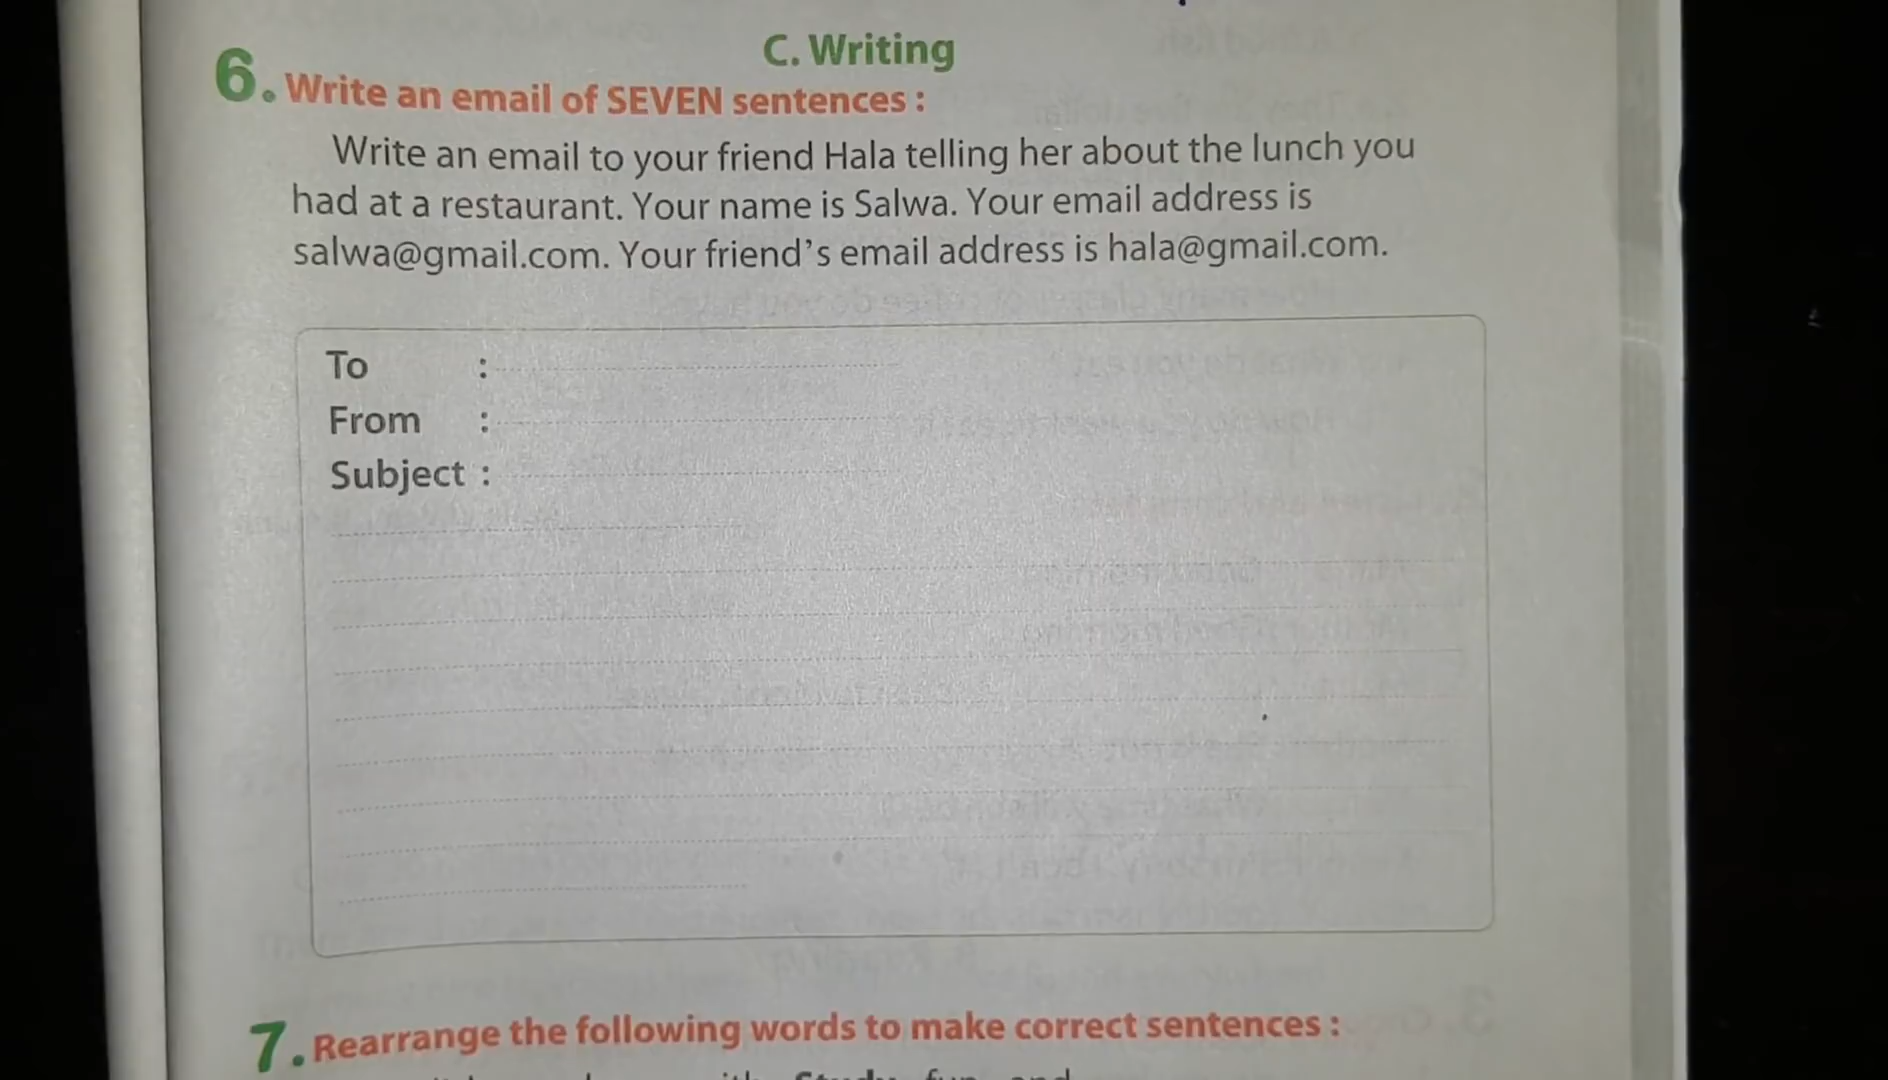 C. Writing
6. Write an email of SEVEN sentences :
Write an email to your friend Hala telling her about the lunch you
had at a restaurant. Your name is Salwa. Your email address is
salwa@gmail.com. Your friend's email address is hala@gmail.com.
To :
From :
Subject :
7. Rearrange the following words to make correct sentences :